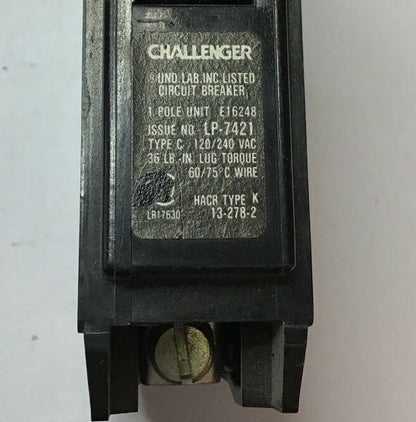 CHALLENGER
® UND. LAB. INC. LISTED
CIRCUIT BREAKER
1 POLE UNIT E16248
ISSUE NO. LP-7421
TYPE C 120/240 VAC
36 LB.-IN. LUG TORQUE
60/75°C WIRE
HACR TYPE K
LR17630 13-278-2